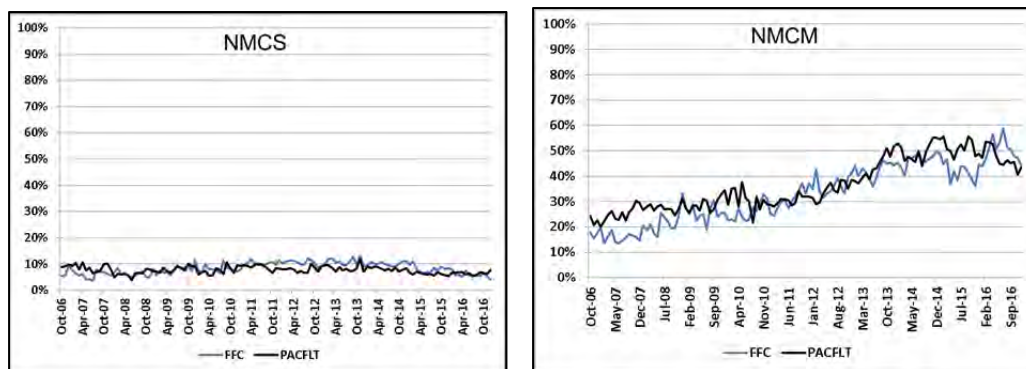 NMCS
100%
90%
80%
70%
60%
50%
40%
30%
20%
10%
0%
Oct-06
Apr-07
Oct-07
Apr-08
Oct-08
Apr-09
Oct-09
Apr-10
Oct-10
Apr-11
Oct-11
Apr-12
Oct-12
Apr-13
Oct-13
Apr-14
Oct-14
Apr-15
Oct-15
Apr-16
Oct-16
FFC PACFLT
NMCM
100%
90%
80%
70%
60%
50%
40%
30%
20%
10%
0%
Oct-06
May-07
Dec-07
Jul-08
Feb-09
Sep-09
Apr-10
Nov-10
Jun-11
Jan-12
Aug-12
Mar-13
Oct-13
May-14
Dec-14
Jul-15
Feb-16
Sep-16
FFC PACFLT